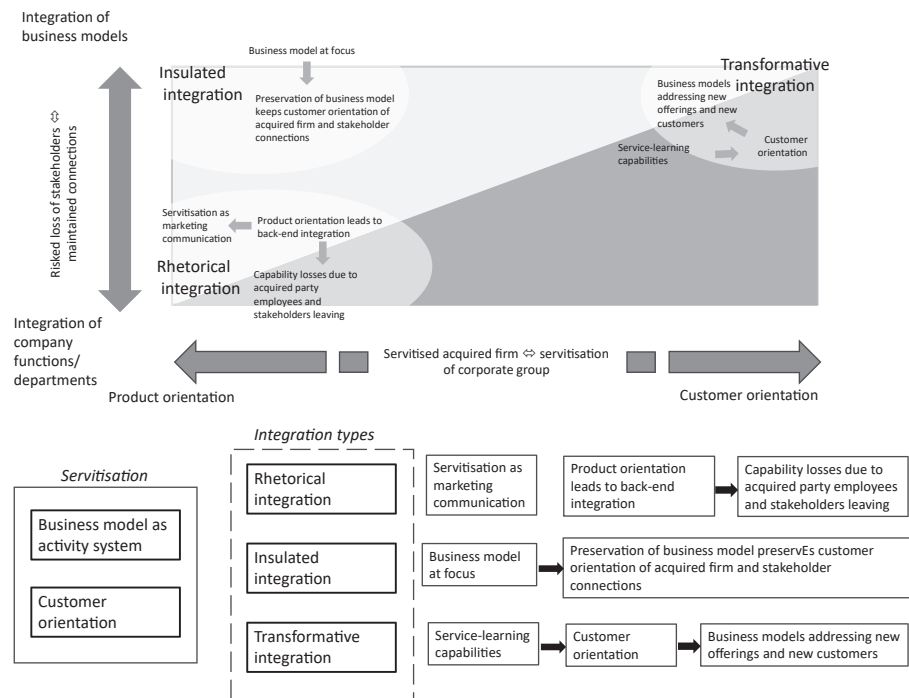 Integration of
business models
Business model at focus
Insulated
integration
Transformative
integration
Preservation of business model
keeps customer orientation of
acquired firm and stakeholder
connections
Business models
addressing new
offerings and new
customers
Service-learning
capabilities
Customer
orientation
Risked loss of stakeholders ⇔
maintained connections
Servitisation as
marketing
communication
Product orientation leads to
back-end integration
Rhetorical
integration
Capability losses due to
acquired party
employees and
stakeholders leaving
Integration of
company
functions/
departments
Servitised acquired firm ⇔ servitisation
of corporate group
Product orientation
Customer orientation
Servitisation
Business model as
activity system
Customer
orientation
Integration types
Rhetorical
integration
Servitisation as
marketing
communication
Product orientation
leads to back-end
integration
Capability losses due to
acquired party employees
and stakeholders leaving
Insulated
integration
Business model
at focus
Preservation of business model preservEs customer
orientation of acquired firm and stakeholder
connections
Transformative
integration
Service-learning
capabilities
Customer
orientation
Business models addressing new
offerings and new customers